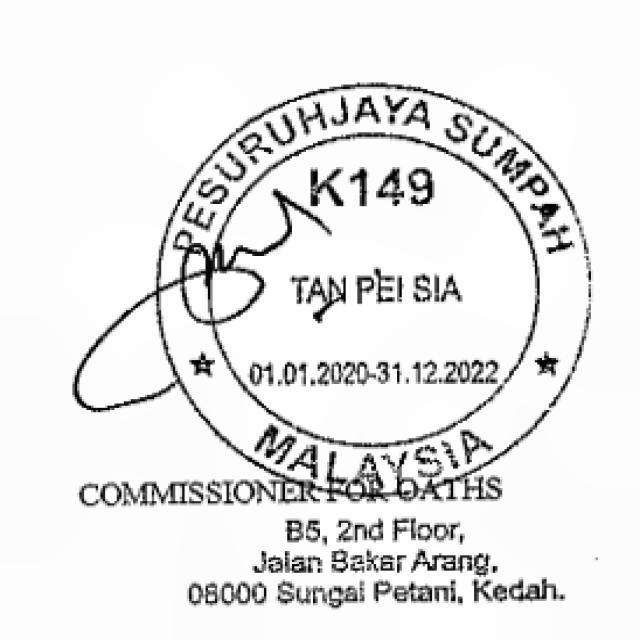 PESURUHJAYA SUMPAH
K149
TAN PEI SIA
01.01.2020-31.12.2022
MALAYSIA
COMMISSIONER FOR OATHS
B5, 2nd Floor,
Jalan Bakar Arang,
08000 Sungai Petani, Kedah.